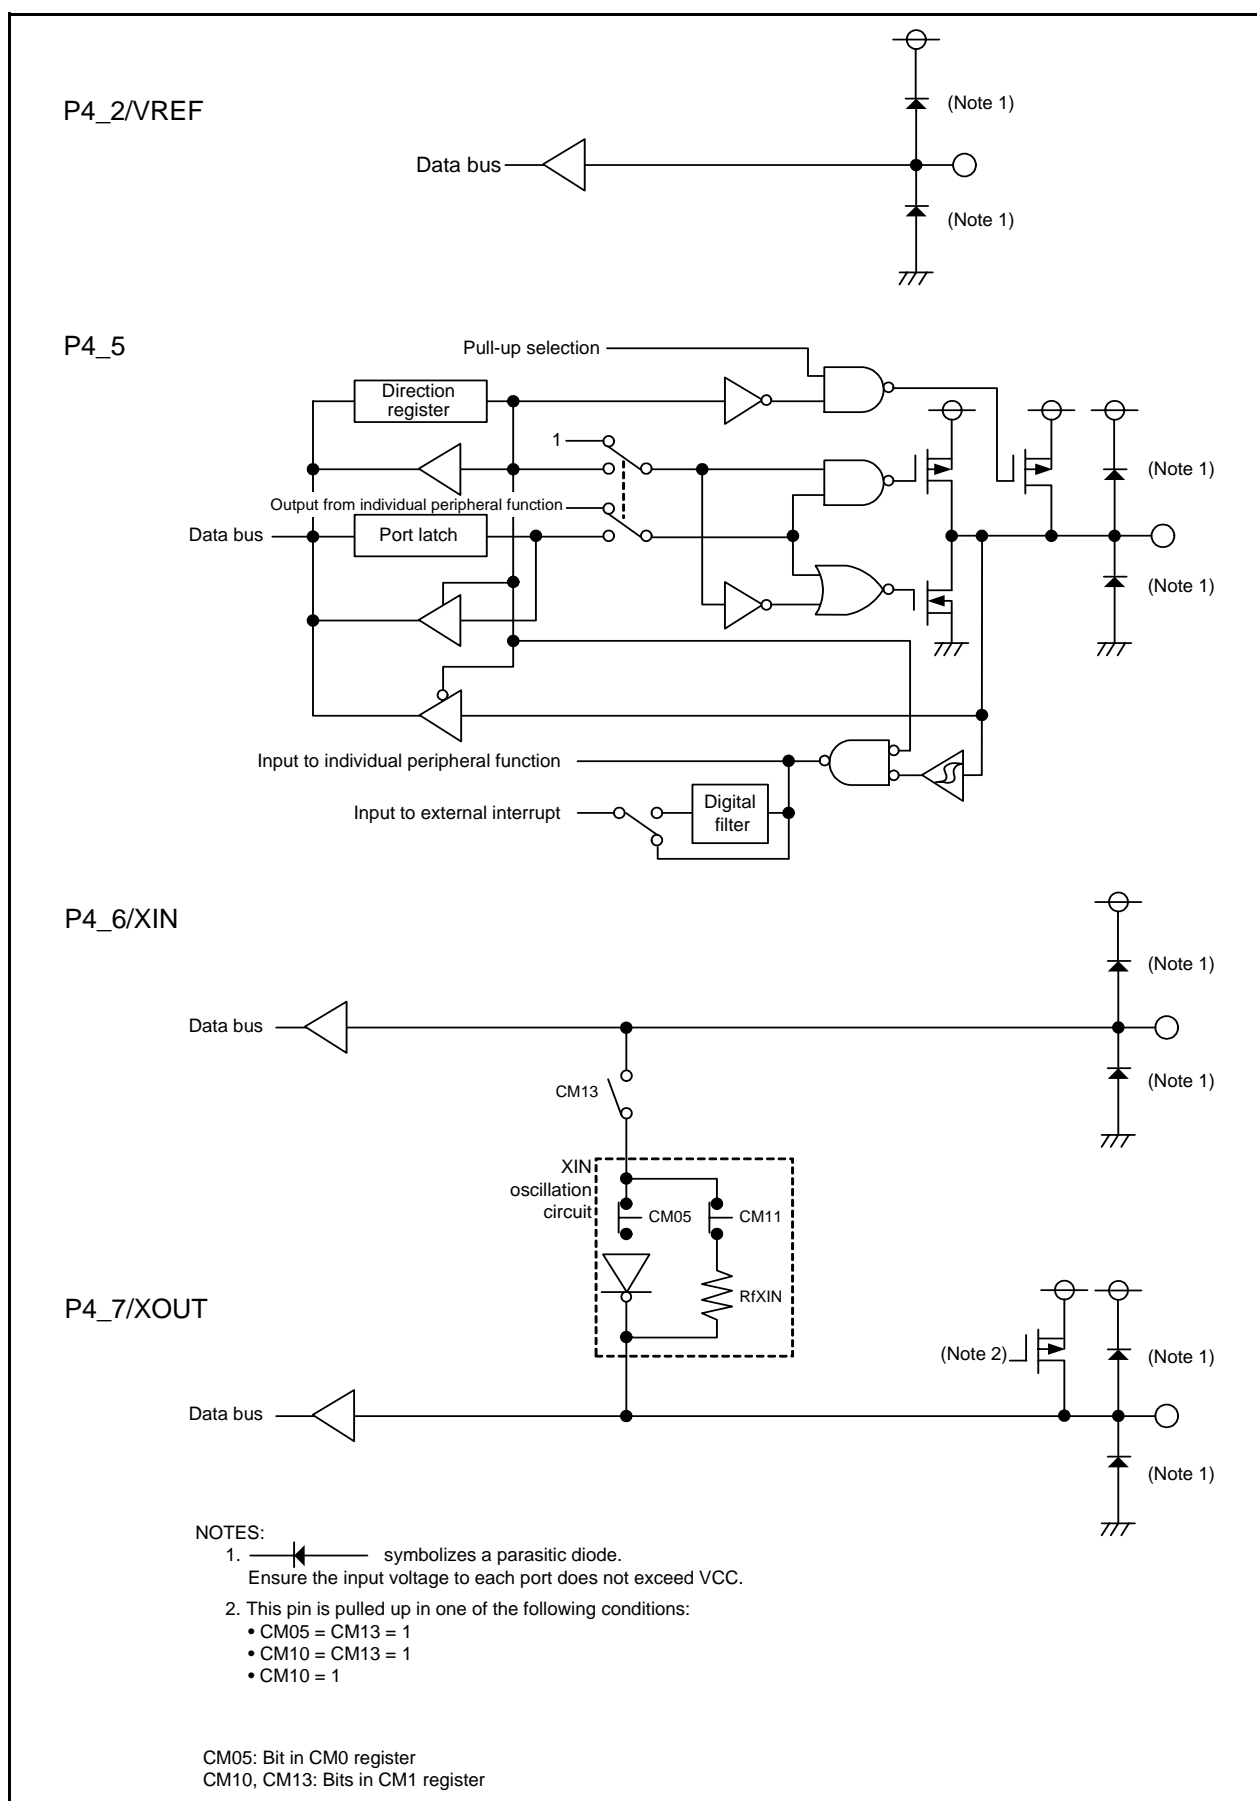 P4_2/VREF
(Note 1)
Data bus
(Note 1)
P4_5
Pull-up selection
Direction
register
1
(Note 1)
Output from individual peripheral function
Data bus
Port latch
(Note 1)
Input to individual peripheral function
Input to external interrupt
Digital
filter
P4_6/XIN
(Note 1)
Data bus
(Note 1)
CM13
XIN
oscillation
circuit
CM05
CM11
RfXIN
P4_7/XOUT
(Note 2)
(Note 1)
Data bus
(Note 1)
NOTES:
1. symbolizes a parasitic diode.
Ensure the input voltage to each port does not exceed VCC.
2. This pin is pulled up in one of the following conditions:
• CM05 = CM13 = 1
• CM10 = CM13 = 1
• CM10 = 1
CM05: Bit in CM0 register
CM10, CM13: Bits in CM1 register